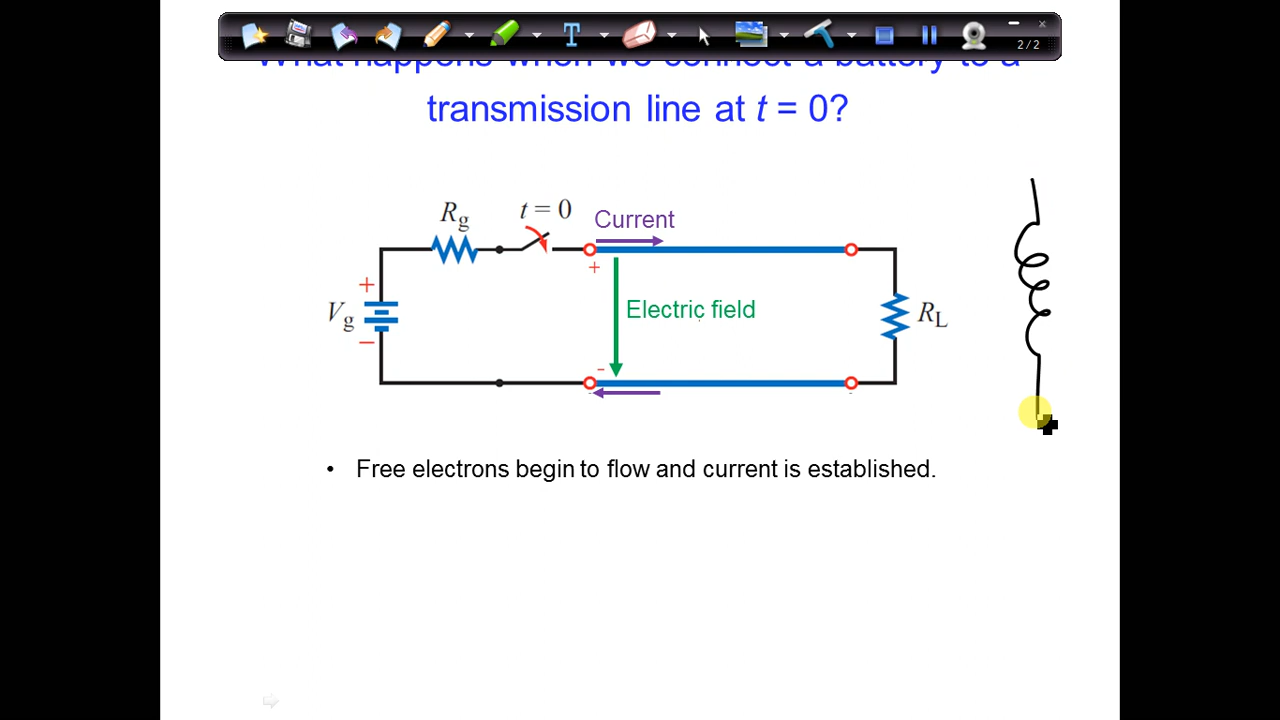 2/2
What happens when we connect a battery to a
transmission line at t = 0?
Rg
t = 0
Current
+
+
Vg
Electric field
RL
−
-
• Free electrons begin to flow and current is established.